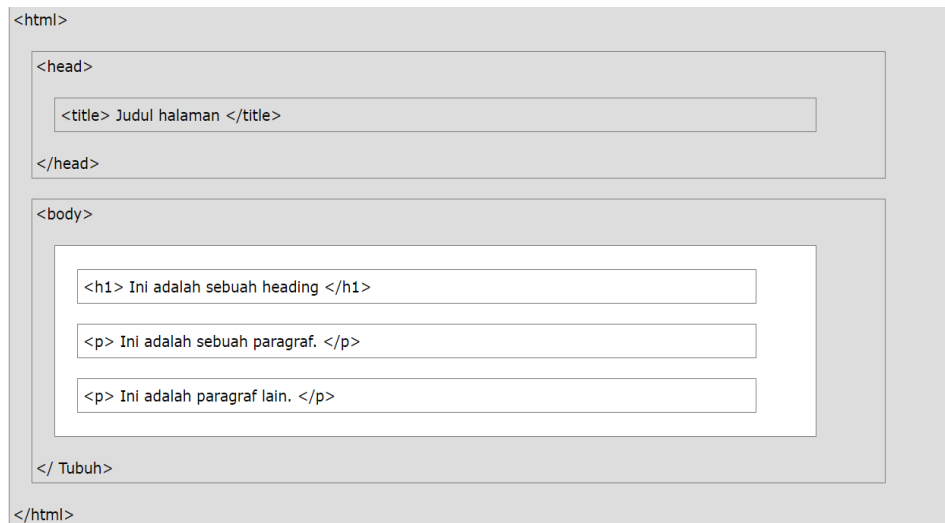 <html>
<head>
<title> Judul halaman </title>
</head>
<body>
<h1> Ini adalah sebuah heading </h1>
<p> Ini adalah sebuah paragraf. </p>
<p> Ini adalah paragraf lain. </p>
</ Tubuh>
</html>